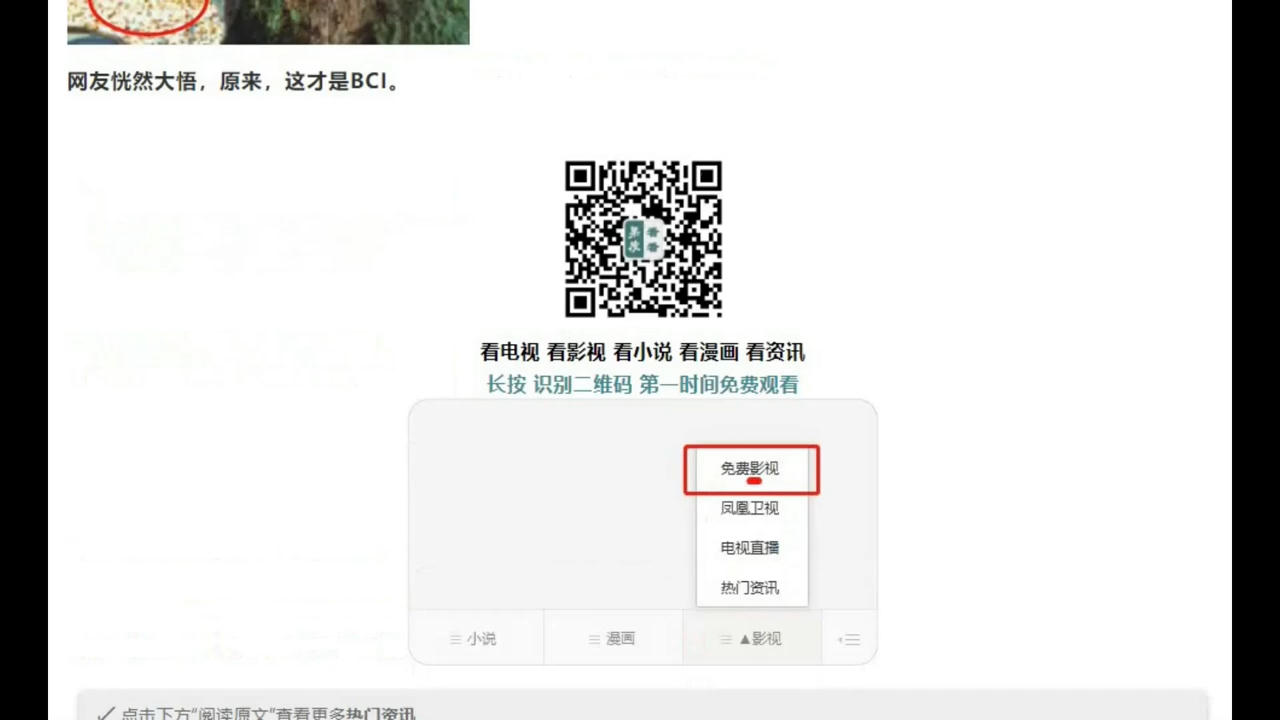 网友恍然大悟，原来，这才是BCI。
看看
看电视 看影视 看小说 看漫画 看资讯
长按 识别二维码 第一时间免费观看
免费影视
凤凰卫视
电视直播
热门资讯
小说
漫画
▲影视
✓ 点击下方“阅读原文”查看更多热门资讯